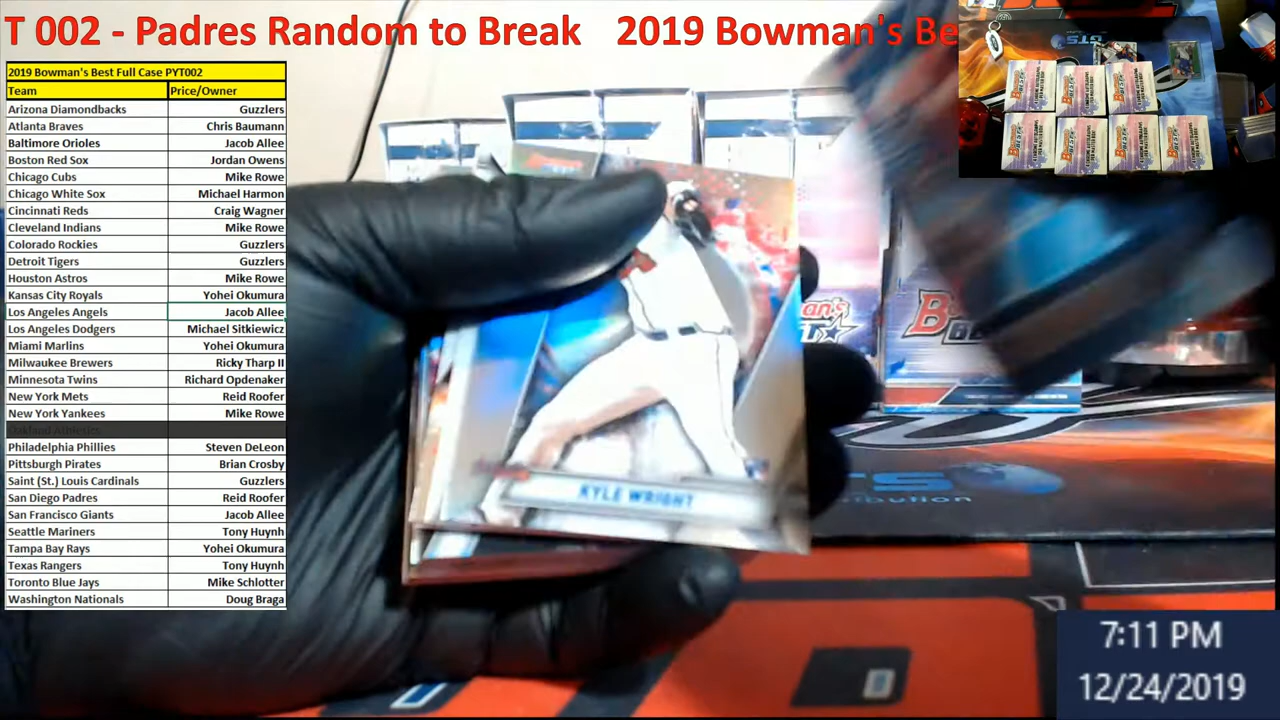 T 002 - Padres Random to Break 2019 Bowman's Be
2019 Bowman's Best Full Case PYT002
Team Price/Owner
Arizona Diamondbacks Guzzlers
Atlanta Braves Chris Baumann
Baltimore Orioles Jacob Allee
Boston Red Sox Jordan Owens
Chicago Cubs Mike Rowe
Chicago White Sox Michael Harmon
Cincinnati Reds Craig Wagner
Cleveland Indians Mike Rowe
Colorado Rockies Guzzlers
Detroit Tigers Guzzlers
Houston Astros Mike Rowe
Kansas City Royals Yohei Okumura
Los Angeles Angels Jacob Allee
Los Angeles Dodgers Michael Sitkiewicz
Miami Marlins Yohei Okumura
Milwaukee Brewers Ricky Tharp II
Minnesota Twins Richard Opdenaker
New York Mets Reid Roofer
New York Yankees Mike Rowe
Oakland Athletics
Philadelphia Phillies Steven DeLeon
Pittsburgh Pirates Brian Crosby
Saint (St.) Louis Cardinals Guzzlers
San Diego Padres Reid Roofer
San Francisco Giants Jacob Allee
Seattle Mariners Tony Huynh
Tampa Bay Rays Yohei Okumura
Texas Rangers Tony Huynh
Toronto Blue Jays Mike Schlotter
Washington Nationals Doug Braga
KYLE WRIGHT
7:11 PM
12/24/2019